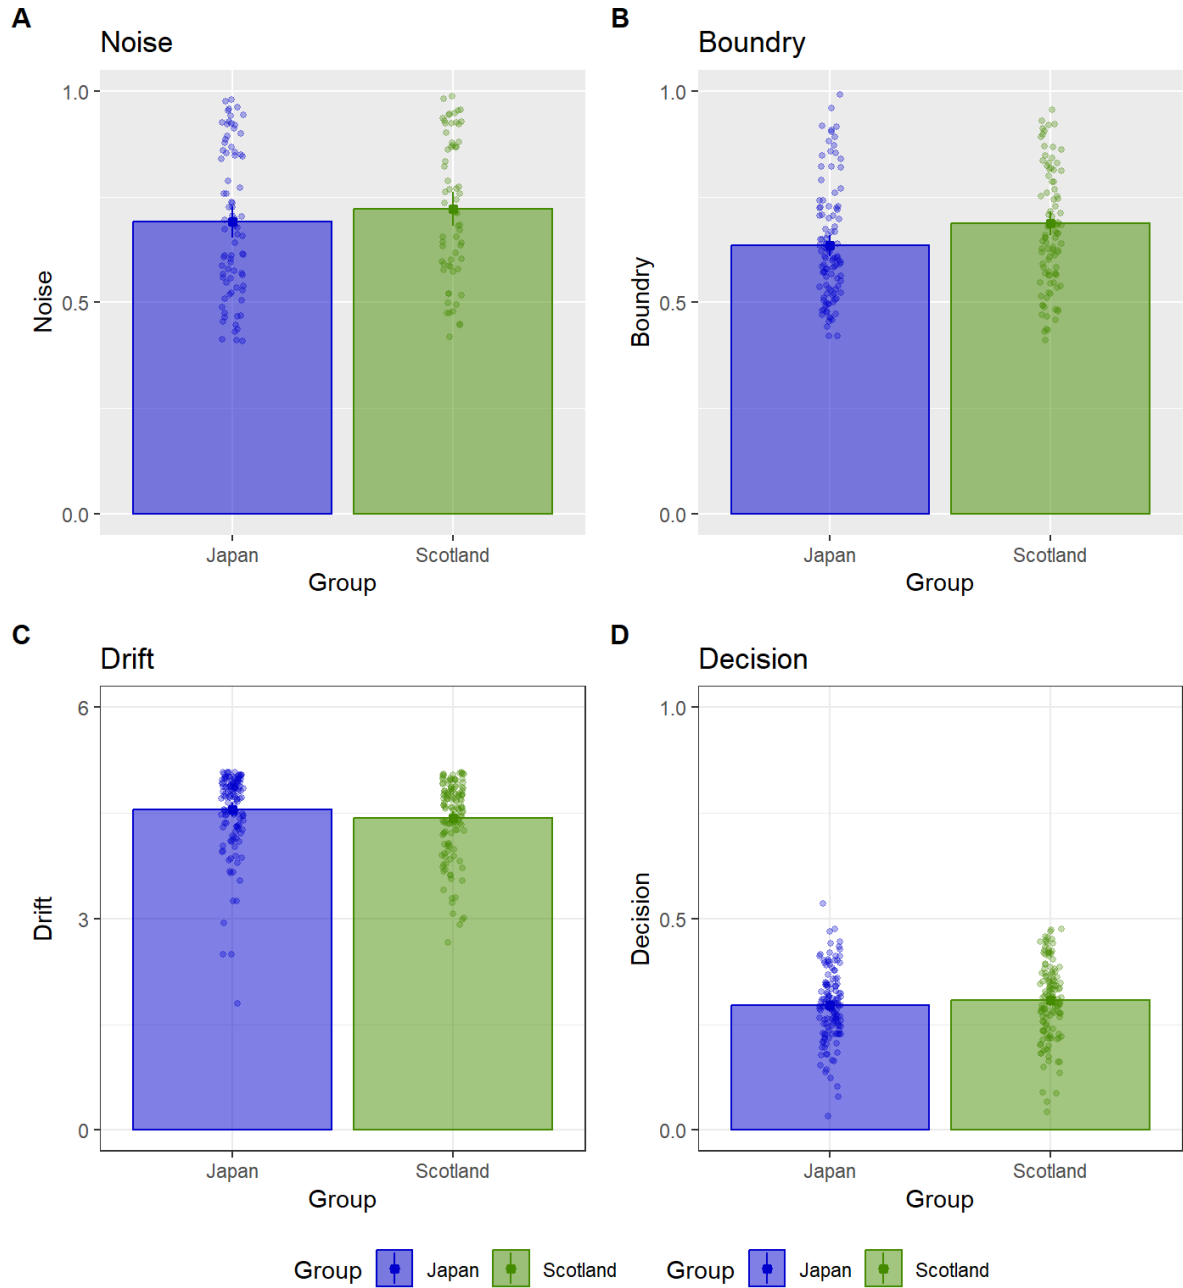 A
Noise
1.0
0.5
0.0
Noise
Japan Scotland
Group
B
Boundry
1.0
0.5
0.0
Boundry
Japan Scotland
Group
C
Drift
6
3
0
Drift
Japan Scotland
Group
D
Decision
1.0
0.5
0.0
Decision
Japan Scotland
Group
Group Japan Scotland
Group Japan Scotland